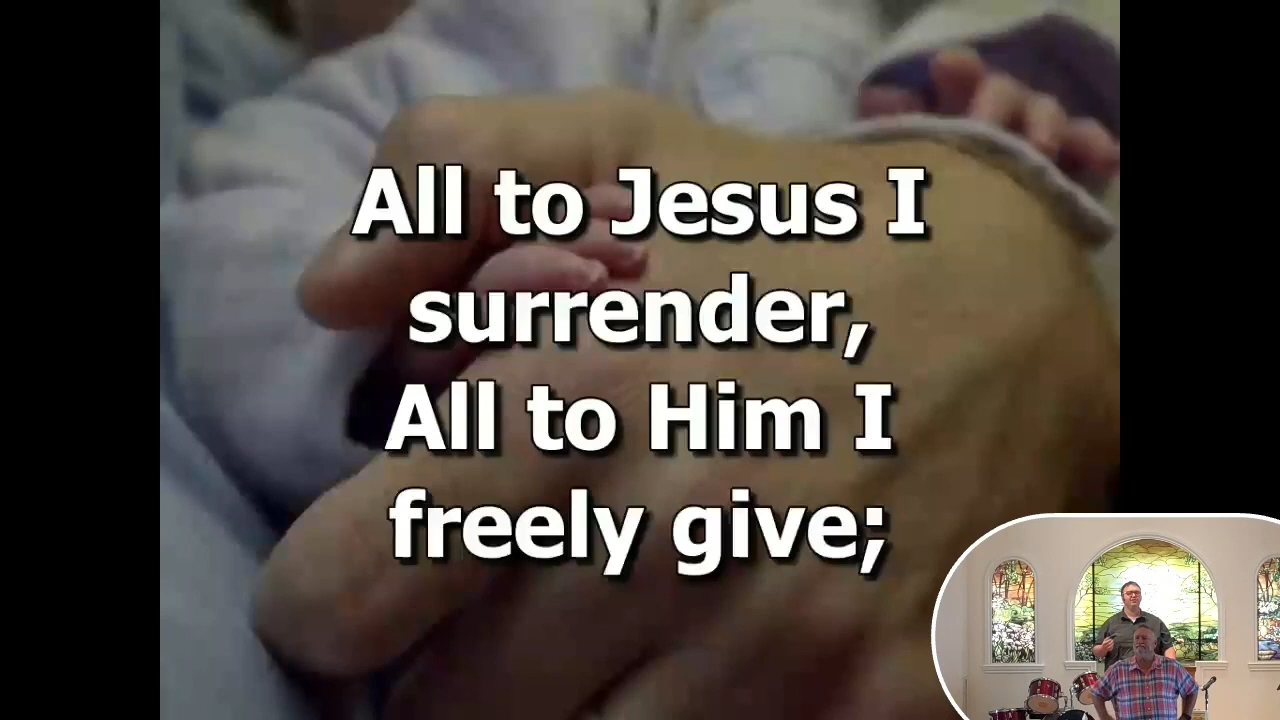 All to Jesus I
surrender,
All to Him I
freely give;